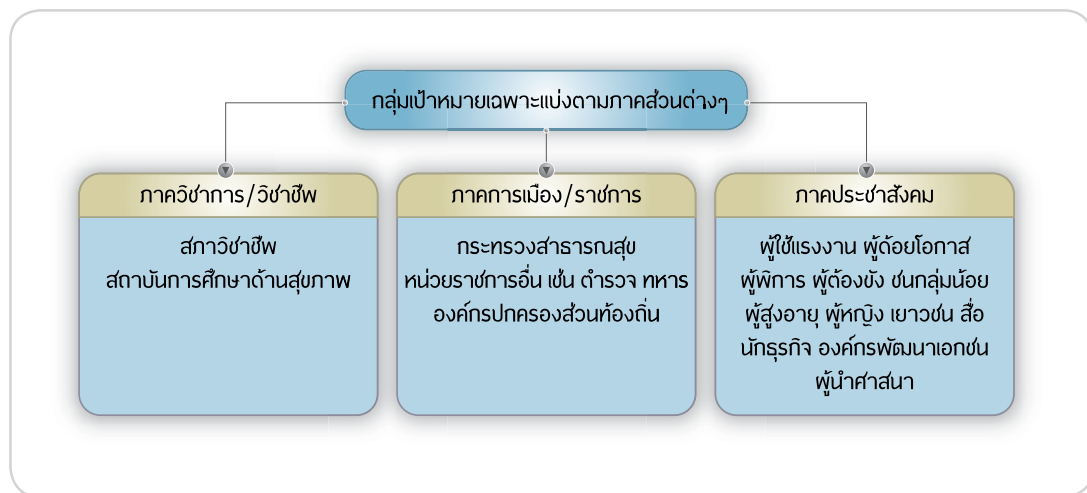 กลุ่มเป้าหมายเฉพาะแบ่งตามภาคส่วนต่างๆ
ภาควิชาการ/วิชาชีพ
สภาวิชาชีพ
สถาบันการศึกษาด้านสุขภาพ
ภาคการเมือง/ราชการ
กระทรวงสาธารณสุข
หน่วยราชการอื่น เช่น ตำรวจ ทหาร
องค์กรปกครองส่วนท้องถิ่น
ภาคประชาสังคม
ผู้ใช้แรงงาน ผู้ด้อยโอกาส
ผู้พิการ ผู้ต้องขัง ชนกลุ่มน้อย
ผู้สูงอายุ ผู้หญิง เยาวชน สื่อ
นักธุรกิจ องค์กรพัฒนาเอกชน
ผู้นำศาสนา